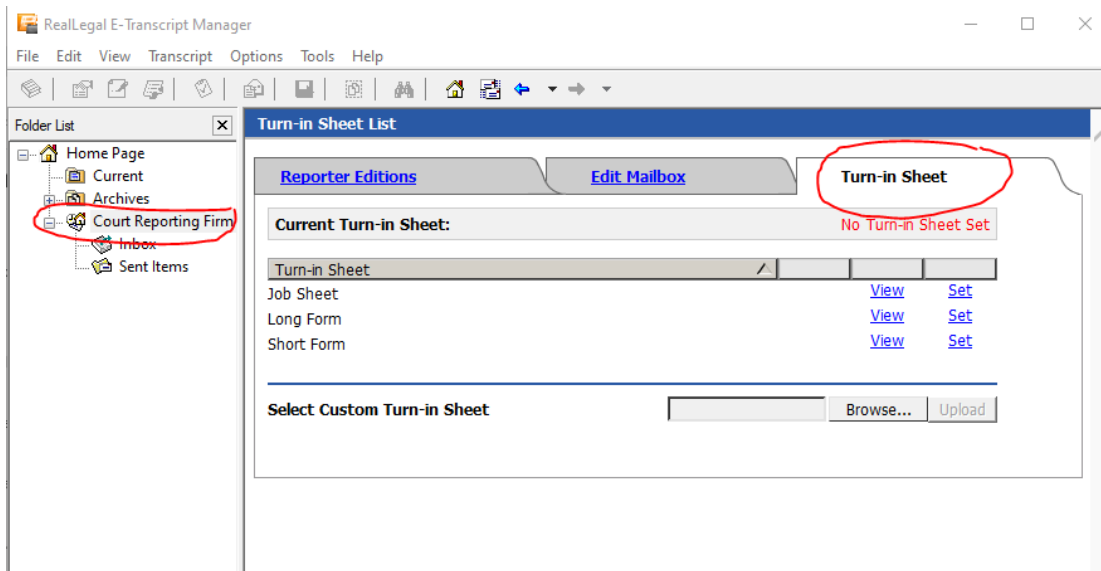 RealLegal E-Transcript Manager
File Edit View Transcript Options Tools Help
Folder List
Home Page
Current
Archives
Court Reporting Firm
Inbox
Sent Items
Turn-in Sheet List
Reporter Editions Edit Mailbox Turn-in Sheet
Current Turn-in Sheet: No Turn-in Sheet Set
Turn-in Sheet
Job Sheet View Set
Long Form View Set
Short Form View Set
Select Custom Turn-in Sheet Browse... Upload